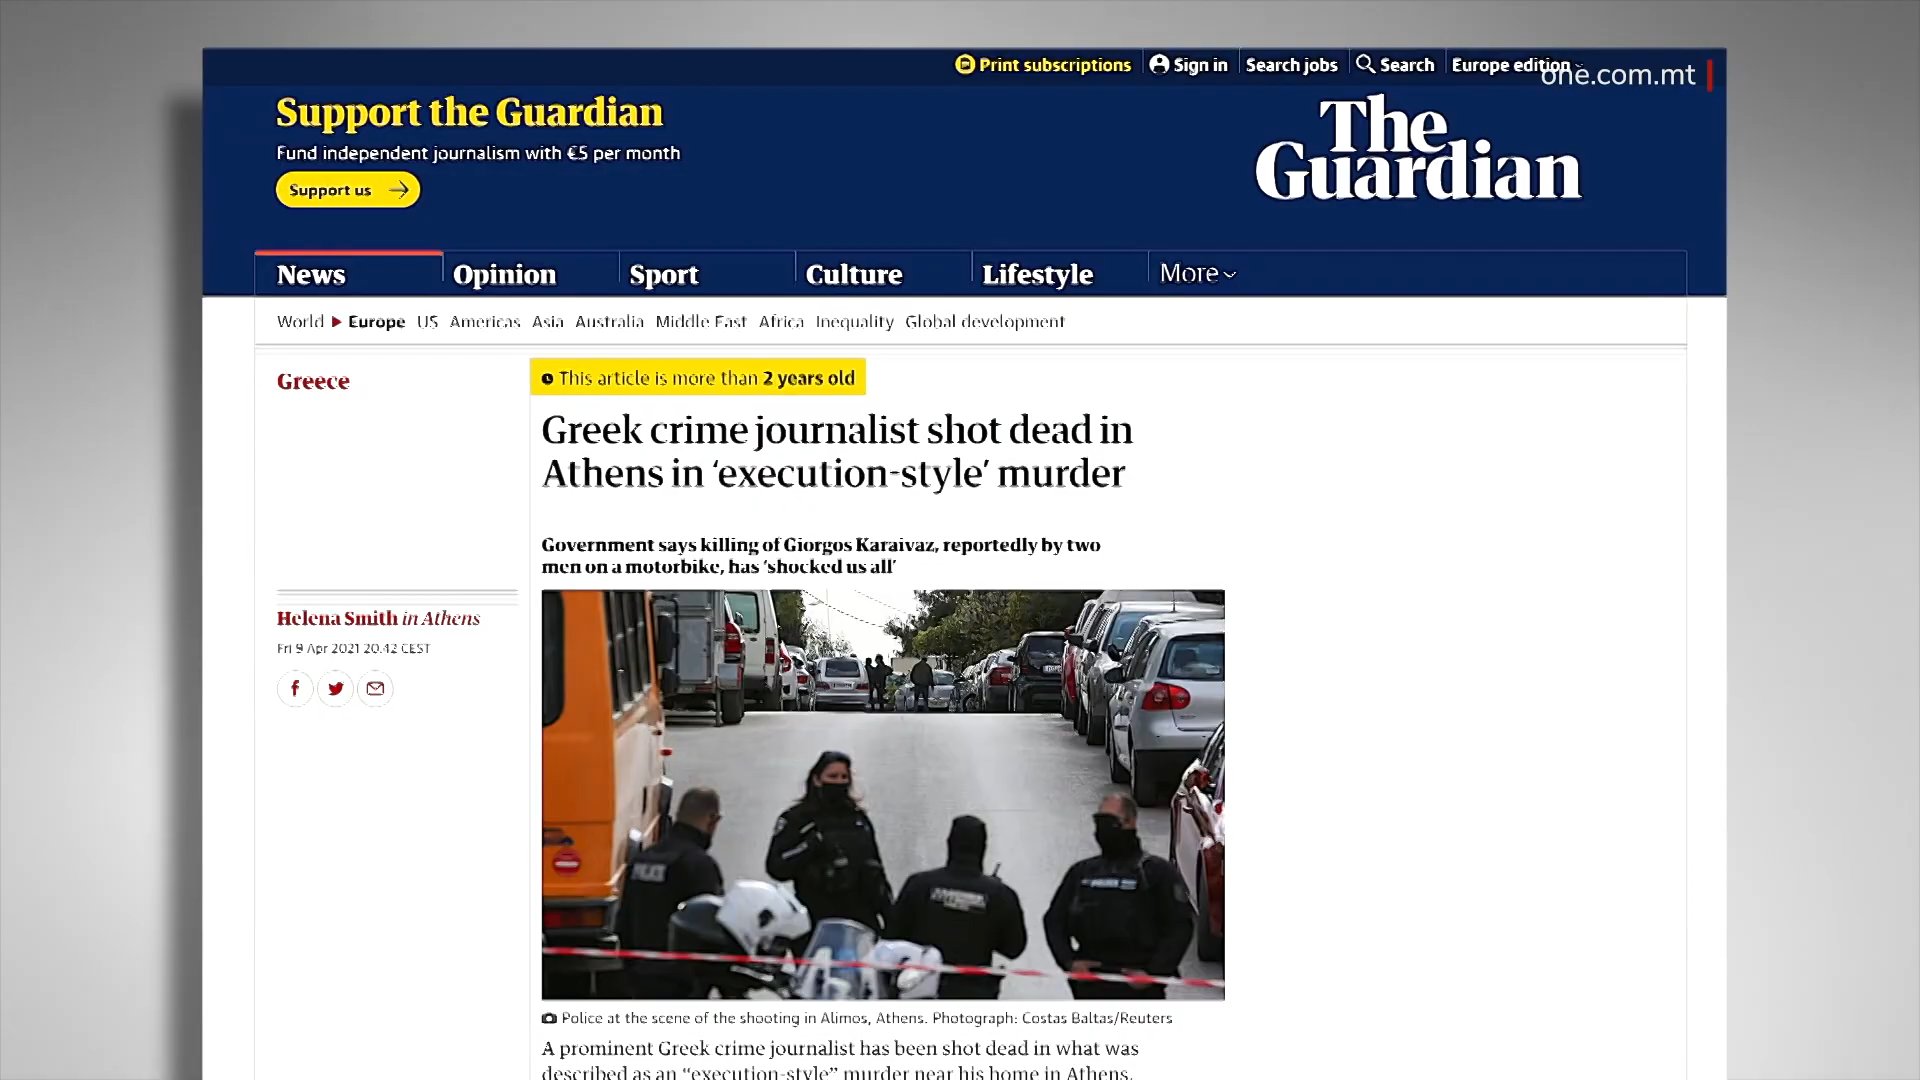 Print subscriptions
Sign in
Search jobs
Search
Europe edition
one.com.mt
Support the Guardian
Fund independent journalism with €5 per month
Support us
The
Guardian
News
Opinion
Sport
Culture
Lifestyle
More
World
Europe
US
Americas
Asia
Australia
Middle East
Africa
Inequality
Global development
Greece
This article is more than 2 years old
Greek crime journalist shot dead in
Athens in ‘execution-style’ murder
Government says killing of Giorgos Karaivaz, reportedly by two
men on a motorbike, has ‘shocked us all’
Helena Smith in Athens
Fri 9 Apr 2021 20.42 CEST
POLICE
Police at the scene of the shooting in Alimos, Athens. Photograph: Costas Baltas/Reuters
A prominent Greek crime journalist has been shot dead in what was
described as an “execution-style” murder near his home in Athens.